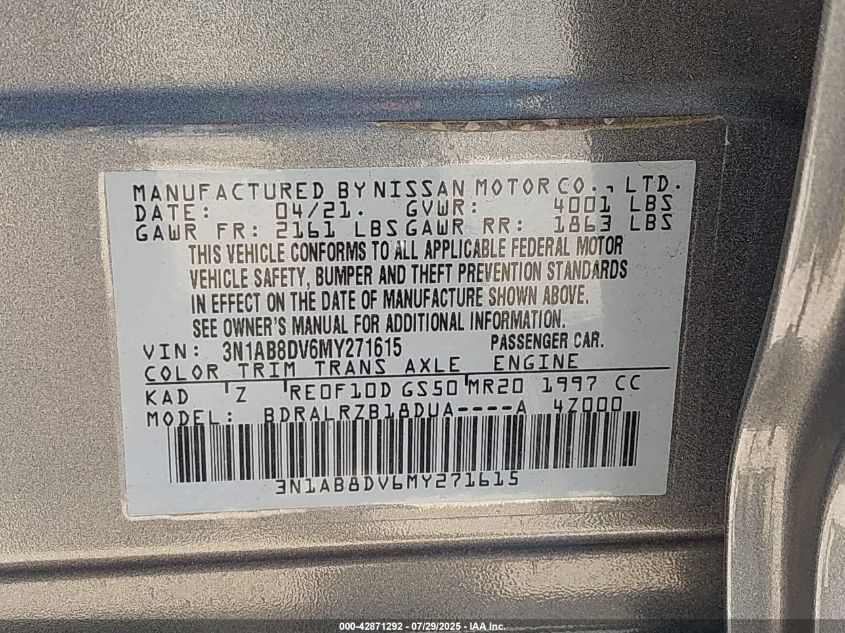 MANUFACTURED BY NISSAN MOTOR CO., LTD.
DATE: 04/21. GVWR: 4001 LBS
GAWR FR: 2161 LBS GAWR RR: 1863 LBS
THIS VEHICLE CONFORMS TO ALL APPLICABLE FEDERAL MOTOR
VEHICLE SAFETY, BUMPER AND THEFT PREVENTION STANDARDS
IN EFFECT ON THE DATE OF MANUFACTURE SHOWN ABOVE.
SEE OWNER'S MANUAL FOR ADDITIONAL INFORMATION.
VIN: 3N1AB8DV6MY271615 PASSENGER CAR.
COLOR TRIM TRANS AXLE ENGINE
KAD Z RE0F10D GS50 MR20 1997 CC
MODEL: BDRALRZB18DUA----A 4Z000
3N1AB8DV6MY271615
000-42871292 - 07/29/2025 - IAA Inc.